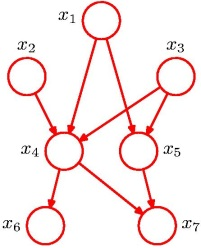 x₁
x₂ x₃
x₄ x₅
x₆ x₇